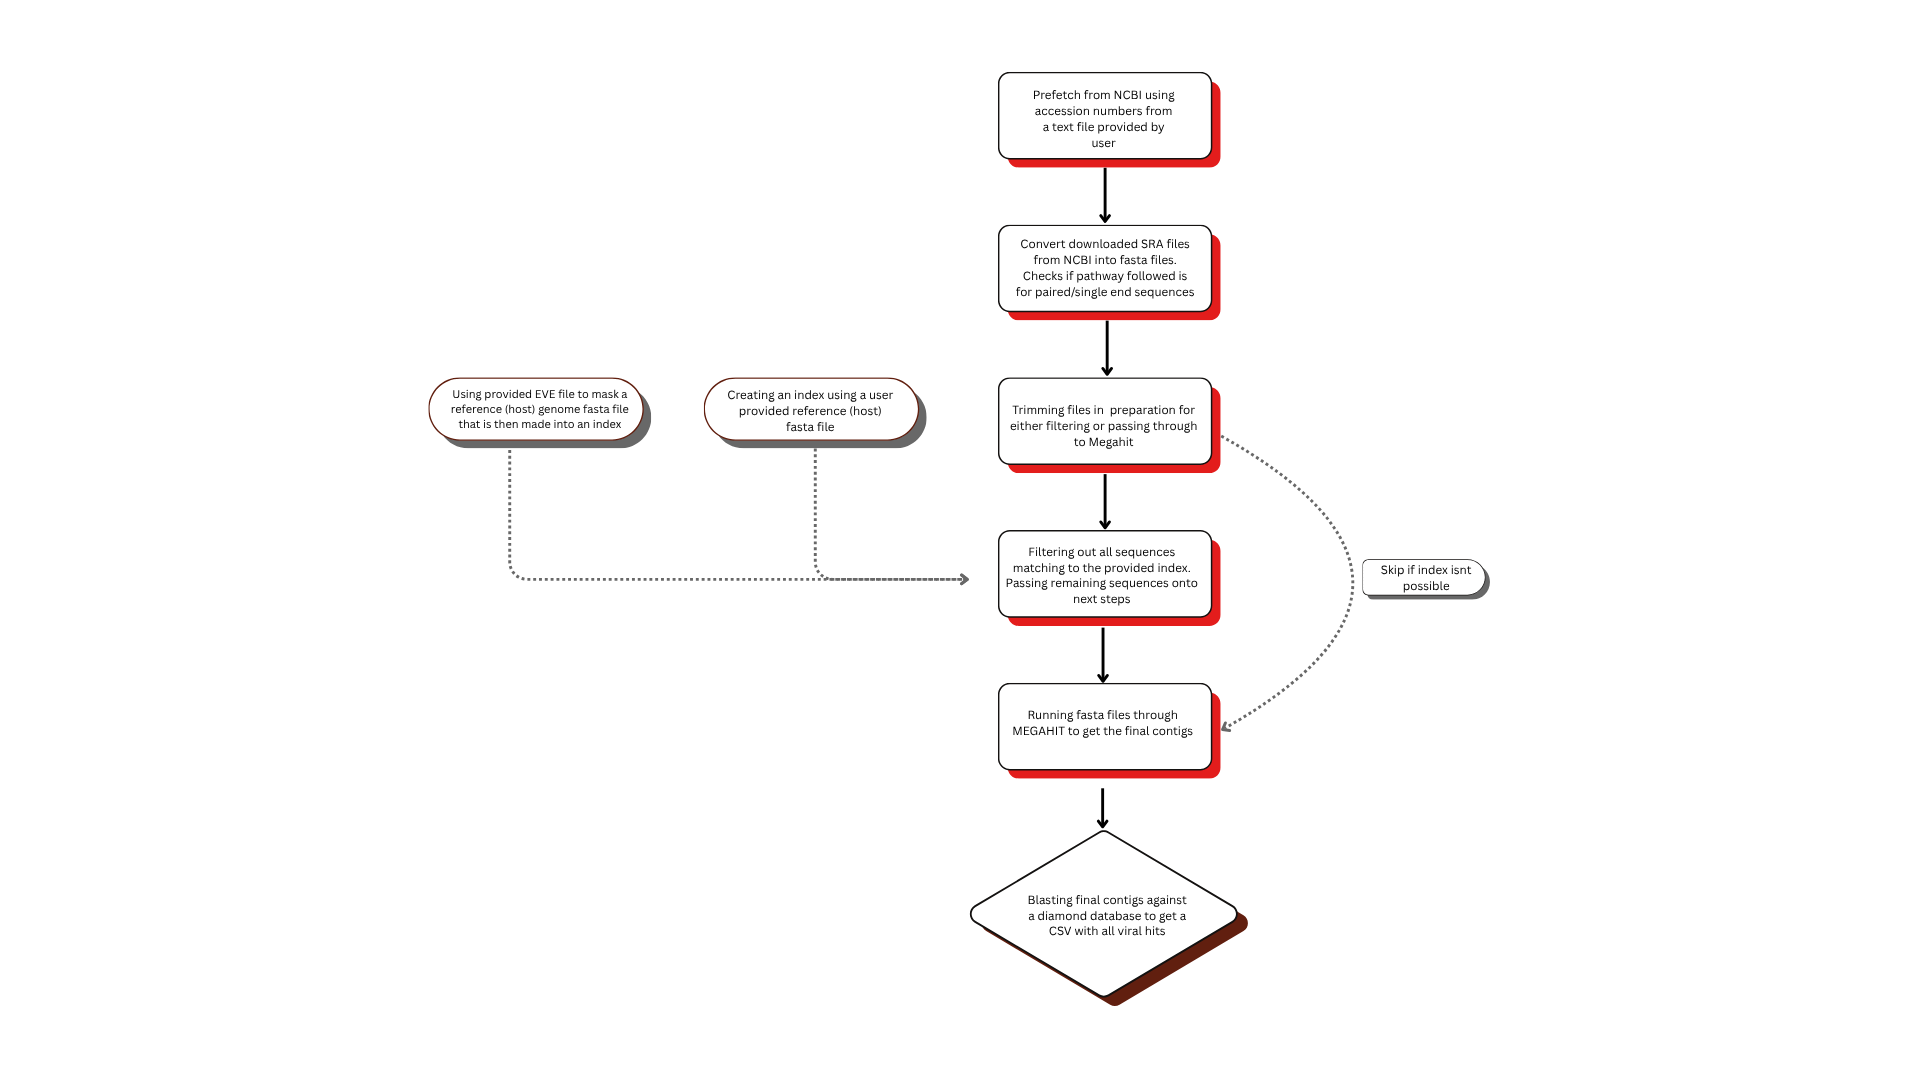 Prefetch from NCBI using
accession numbers from
a text file provided by
user
Convert downloaded SRA files
from NCBI into fasta files.
Checks if pathway followed is
for paired/single end sequences
Using provided EVE file to mask a
reference (host) genome fasta file
that is then made into an index
Creating an index using a user
provided reference (host)
fasta file
Trimming files in  preparation for
either filtering or passing through
to Megahit
Filtering out all sequences
matching to the provided index.
Passing remaining sequences onto
next steps
Skip if index isnt
possible
Running fasta files through
MEGAHIT to get the final contigs
Blasting final contigs against
a diamond database to get a
CSV with all viral hits